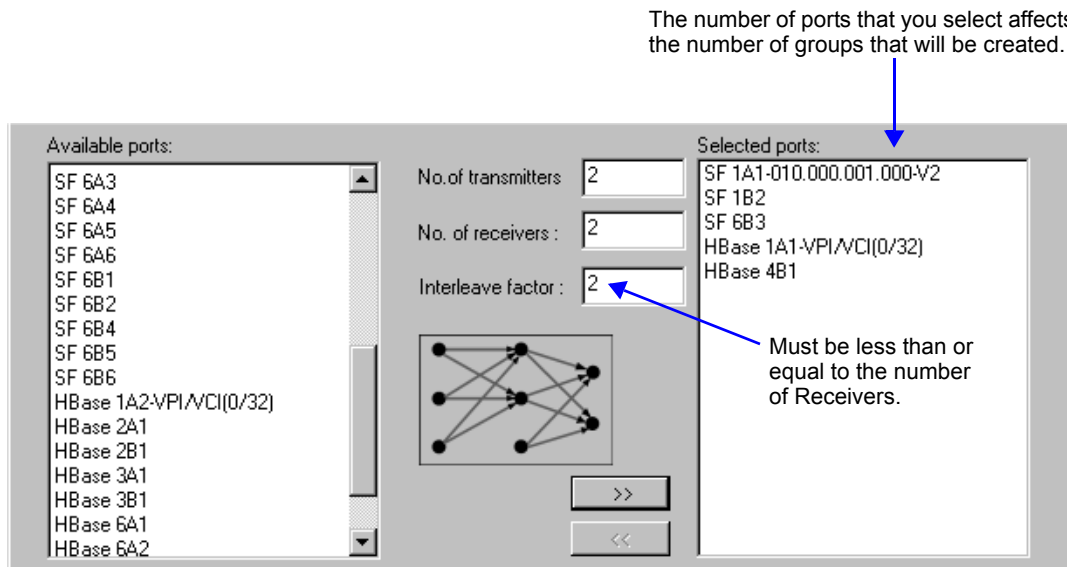 The number of ports that you select affects
the number of groups that will be created.
Available ports:
SF 6A3
SF 6A4
SF 6A5
SF 6A6
SF 6B1
SF 6B2
SF 6B4
SF 6B5
SF 6B6
HBase 1A2-VPI/VCI(0/32)
HBase 2A1
HBase 2B1
HBase 3A1
HBase 3B1
HBase 6A1
HBase 6A2
No.of transmitters 2
No. of receivers : 2
Interleave factor : 2
>>
<<
Selected ports:
SF 1A1-010.000.001.000-V2
SF 1B2
SF 6B3
HBase 1A1-VPI/VCI(0/32)
HBase 4B1
Must be less than or
equal to the number
of Receivers.